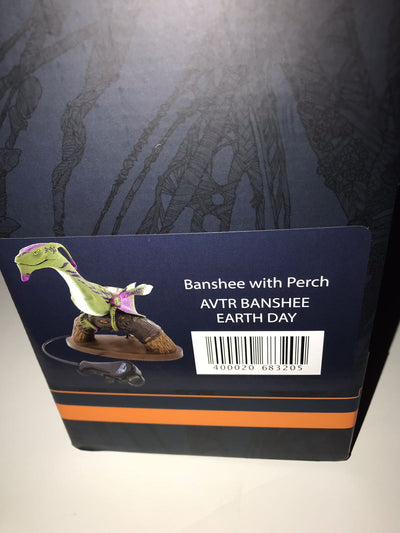 Banshee with Perch
AVTR BANSHEE
EARTH DAY
400020 683205